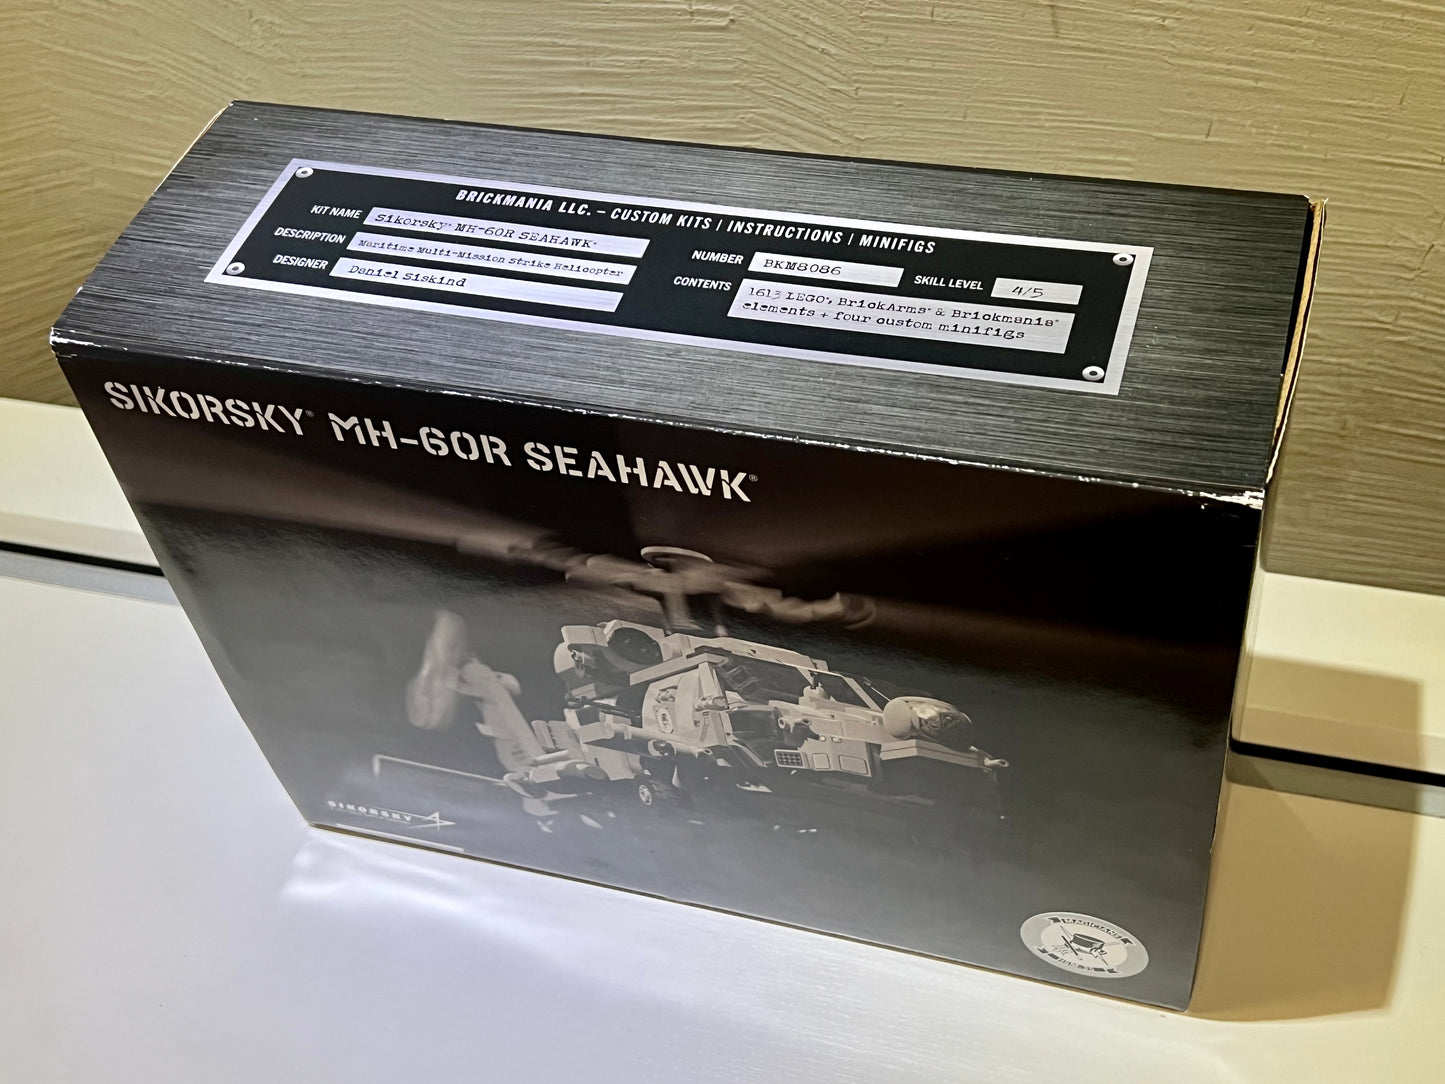 BRICKMANIA LLC. – CUSTOM KITS | INSTRUCTIONS | MINIFIGS
KIT NAME Sikorsky® MH-60R SEAHAWK®
DESCRIPTION Maritime Multi-Mission Strike Helicopter
DESIGNER Daniel Siskind
NUMBER BKM8086 SKILL LEVEL 4/5
CONTENTS 1613 LEGO®, BrickArms® & Brickmania®
elements + four custom minifigs
SIKORSKY® MH-60R SEAHAWK®
SIKORSKY
MAGICIANS